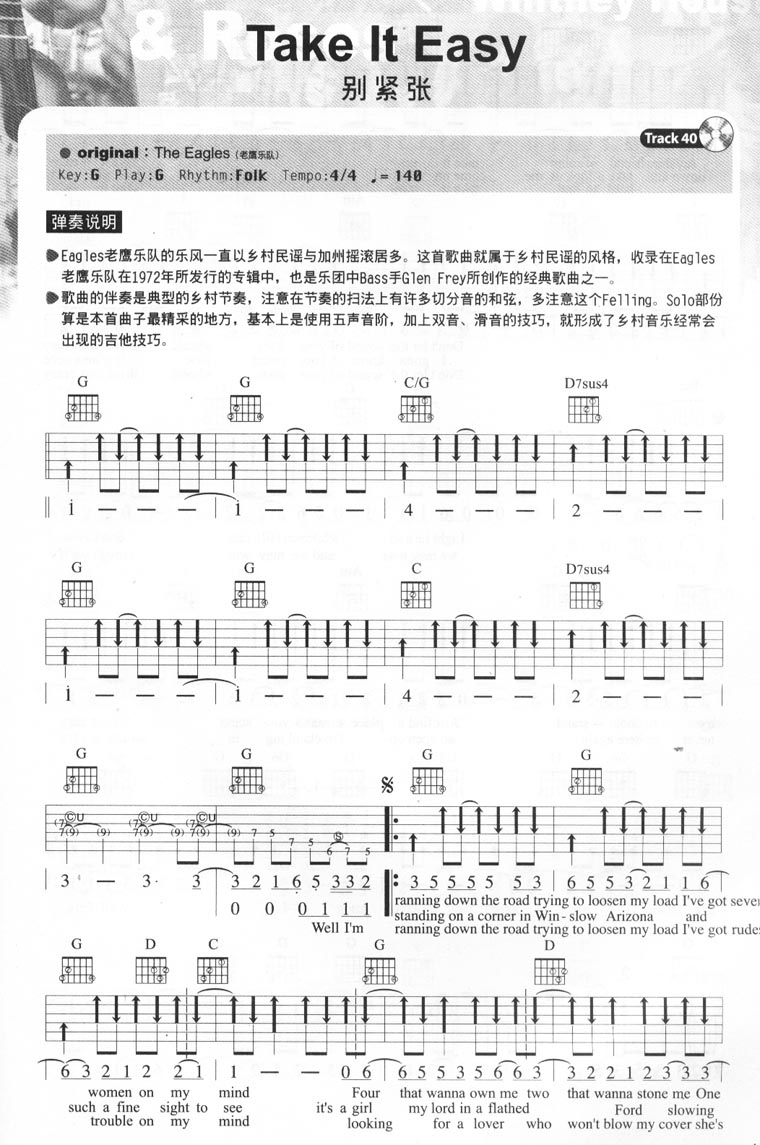 Whitney Hous
& R
Take It Easy
别紧张
Track 40
● original：The Eagles（老鹰乐队）
Key:G Play:G Rhythm:Folk Tempo:4/4 ♩= 140
弹奏说明
Eagles老鹰乐队的乐风一直以乡村民谣与加州摇滚居多。这首歌曲就属于乡村民谣的风格，收录在Eagles
老鹰乐队在1972年所发行的专辑中，也是乐团中Bass手Glen Frey所创作的经典歌曲之一。
歌曲的伴奏是典型的乡村节奏，注意在节奏的扫法上有许多切分音的和弦，多注意这个Felling。Solo部份
算是本首曲子最精采的地方，基本上是使用五声音阶，加上双音、滑音的技巧，就形成了乡村音乐经常会
出现的吉他技巧。
G G C/G D7sus4
i — — — i — — — 4 — — — 2 — — —
G G C D7sus4
i — — — i — — — 4 — — — 2 — — —
G G G G
3 — 3· 3 3 2 1 6 5 3 3 2 3 5 5 5 5 5 3 6 5 5 3 2 1 1 6
0 0 0 1 1 1
Well I'm
ranning down the road trying to loosen my load I've got seven
standing on a corner in Win - slow Arizona and
ranning down the road trying to loosen my load I've got rude
G D C G D
6 3 2 1 2 2 1 1 — — 0 6 6 5 5 3 5 6 6 3 3 2 2 1 2 3 3 3
women on my mind Four that wanna own me two that wanna stone me One
such a fine sight to see it's a girl my lord in a flathed Ford slowing
trouble on my mind looking for a lover who won't blow my cover she's